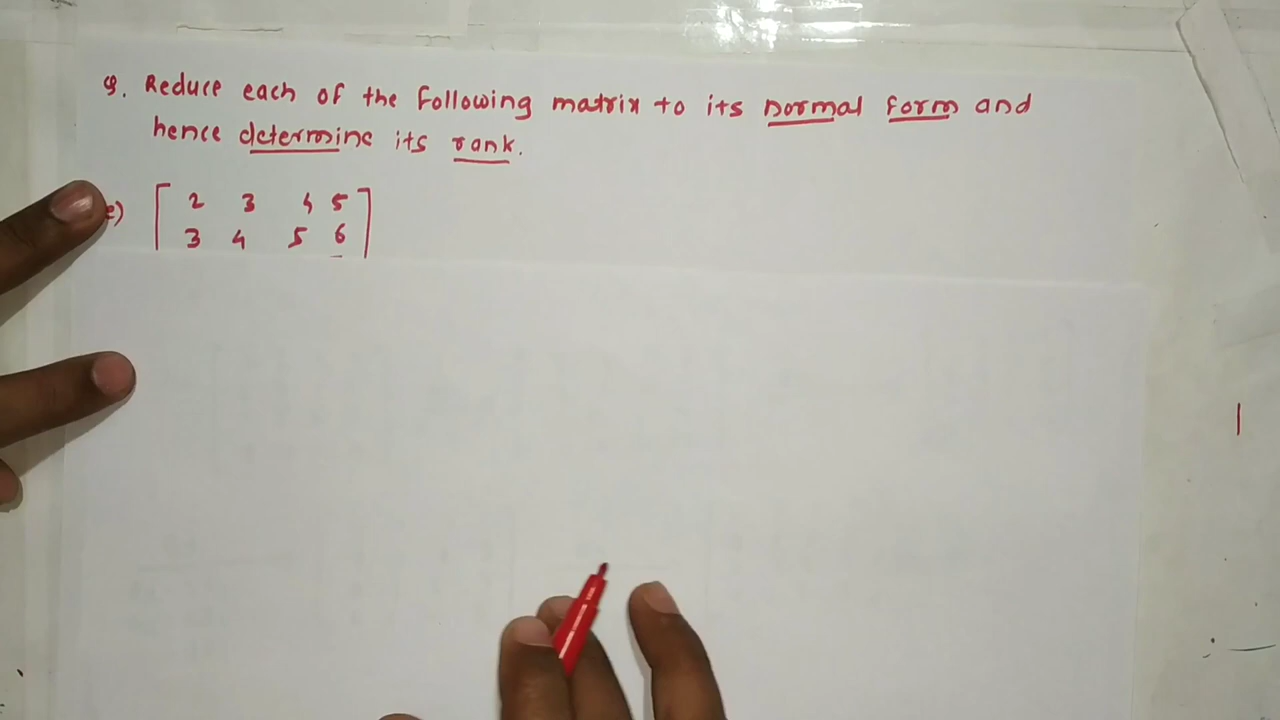 Q. Reduce each of the following matrix to its normal form and
hence determine its rank.
e) [ 2 3 4 5 ]
3 4 5 6